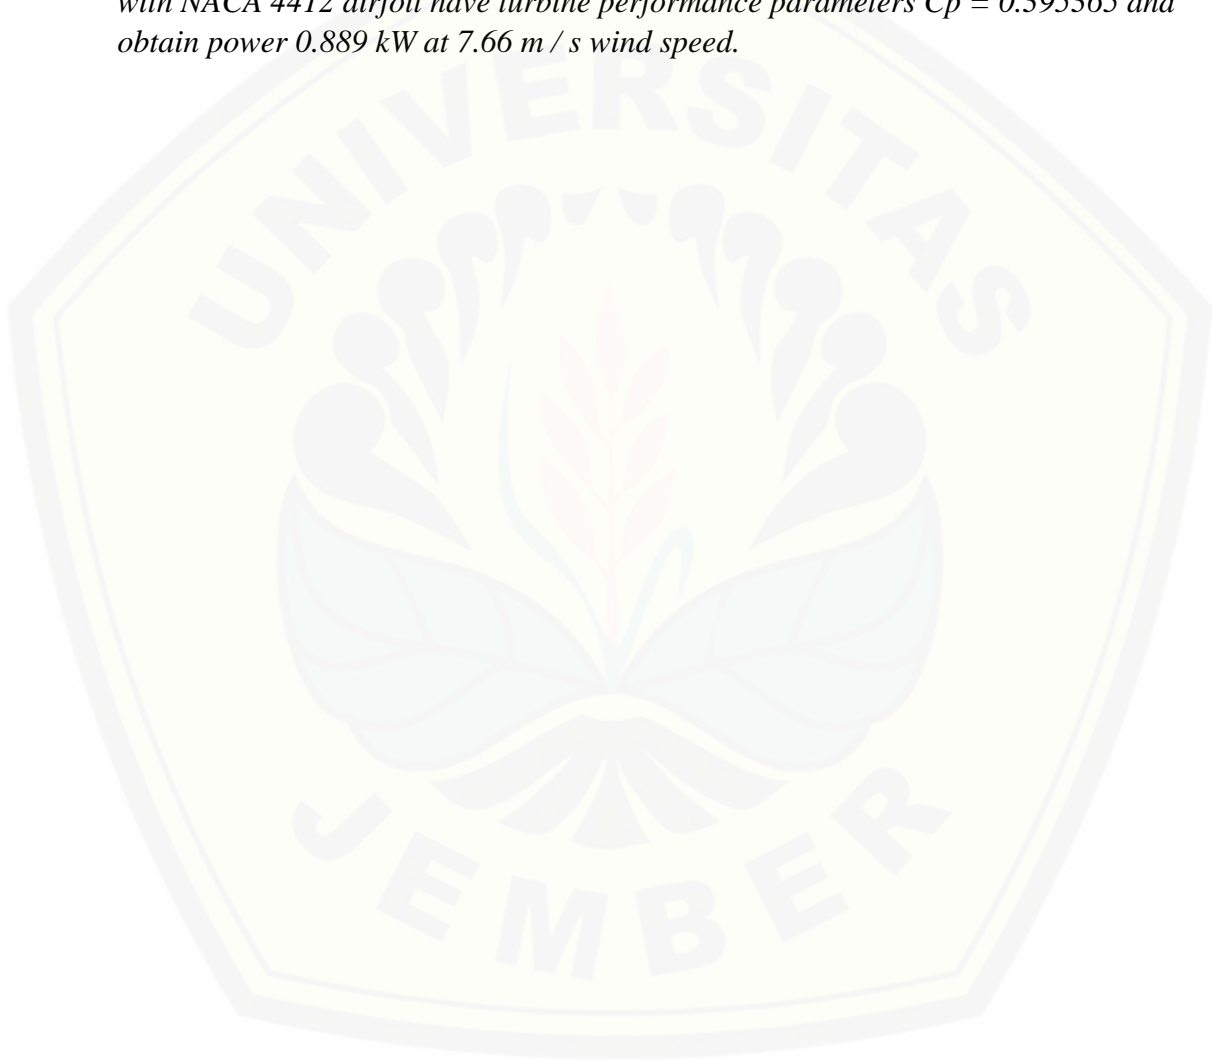 with NACA 4412 airfoil have turbine performance parameters Cp = 0.395365 and
obtain power 0.889 kW at 7.66 m / s wind speed.
UNIVERSITAS
JEMBER